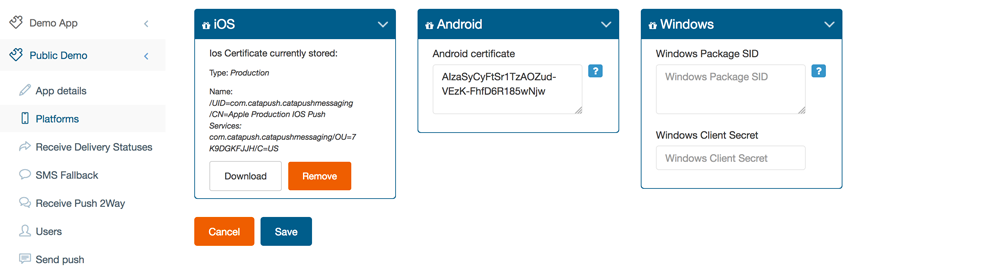 Demo App
Public Demo
App details
Platforms
Receive Delivery Statuses
SMS Fallback
Receive Push 2Way
Users
Send push
iOS
Ios Certificate currently stored:
Type: Production
Name:
/UID=com.catapush.catapushmessaging
/CN=Apple Production IOS Push
Services:
com.catapush.catapushmessaging/OU=7
K9DGKFJJH/C=US
Download
Remove
Android
Android certificate
?
AIzaSyCyFtSr1TzAOZud-
VEzK-FhfD6R185wNjw
Windows
Windows Package SID
Windows Package SID
?
Windows Client Secret
Windows Client Secret
Cancel
Save